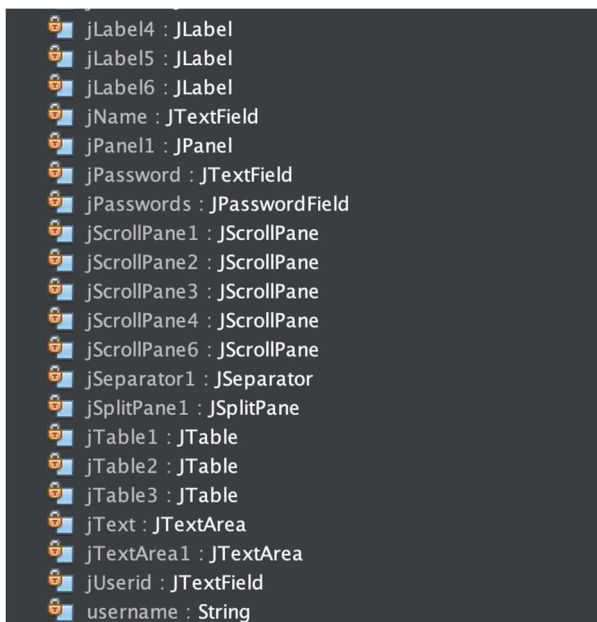 jLabel4 : JLabel
jLabel5 : JLabel
jLabel6 : JLabel
jName : JTextField
jPanel1 : JPanel
jPassword : JTextField
jPasswords : JPasswordField
jScrollPane1 : JScrollPane
jScrollPane2 : JScrollPane
jScrollPane3 : JScrollPane
jScrollPane4 : JScrollPane
jScrollPane6 : JScrollPane
jSeparator1 : JSeparator
jSplitPane1 : JSplitPane
jTable1 : JTable
jTable2 : JTable
jTable3 : JTable
jText : JTextArea
jTextArea1 : JTextArea
jUserid : JTextField
username : String